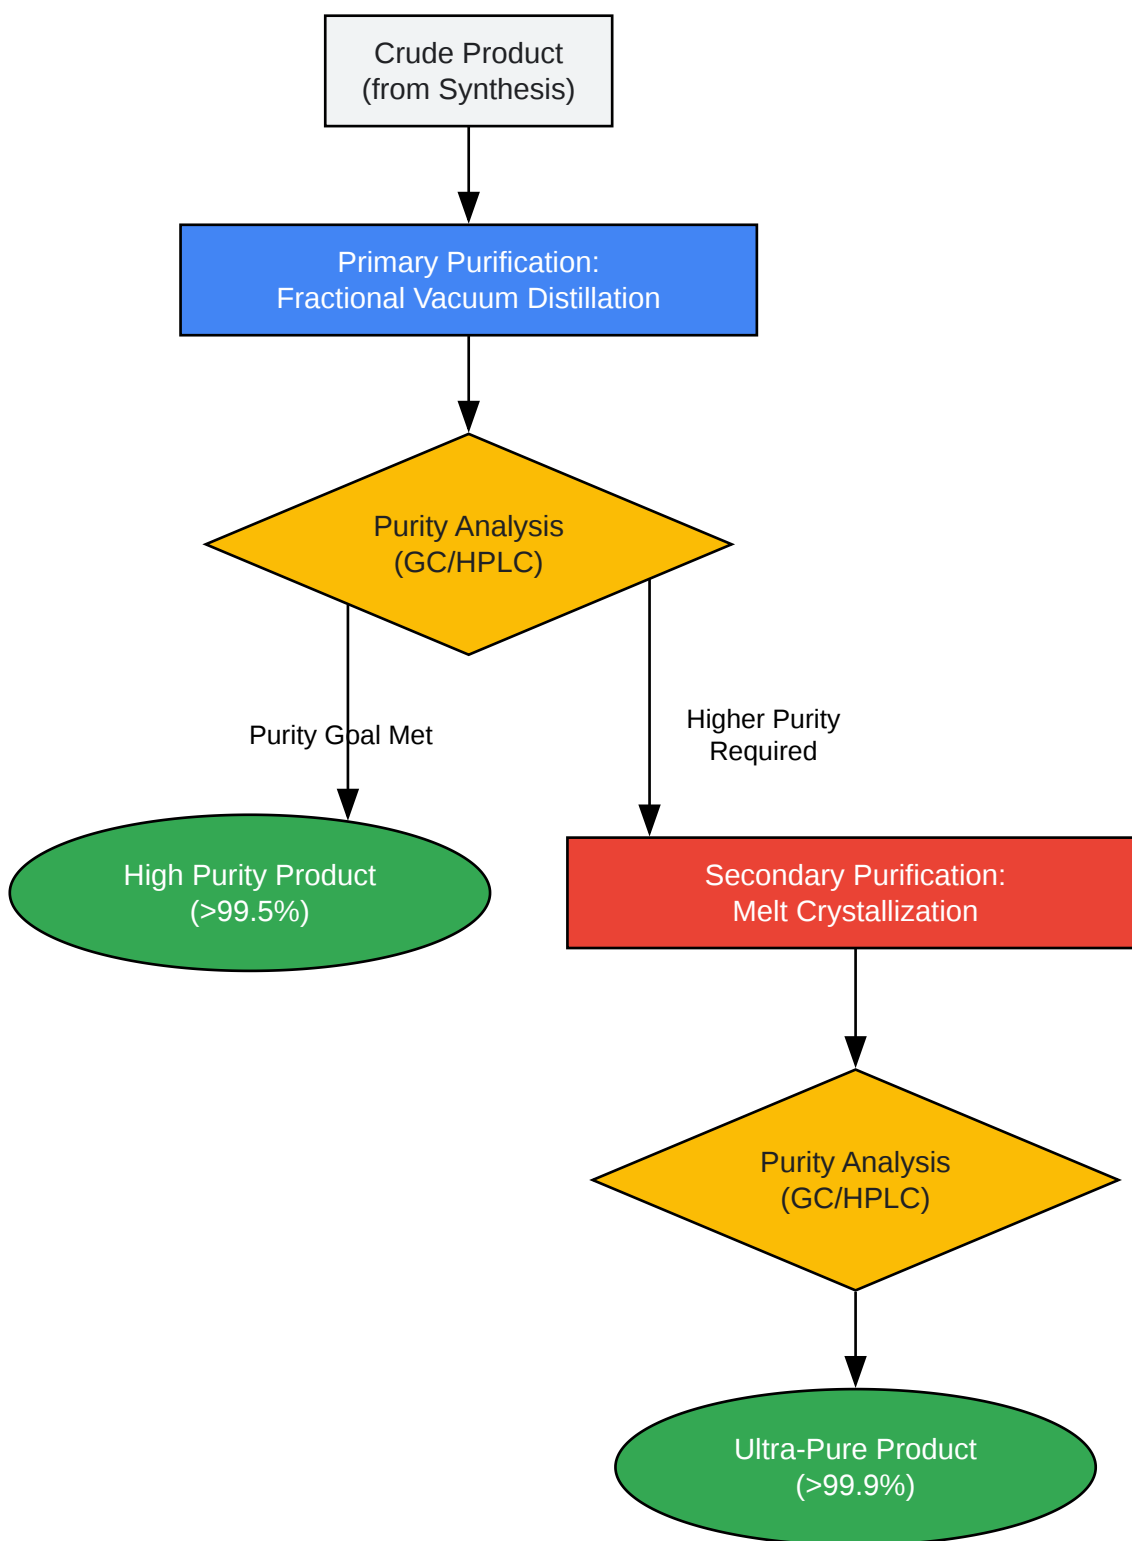 Crude Product
(from Synthesis)
Primary Purification:
Fractional Vacuum Distillation
Purity Analysis
(GC/HPLC)
Purity Goal Met
Higher Purity
Required
High Purity Product
(>99.5%)
Secondary Purification:
Melt Crystallization
Purity Analysis
(GC/HPLC)
Ultra-Pure Product
(>99.9%)